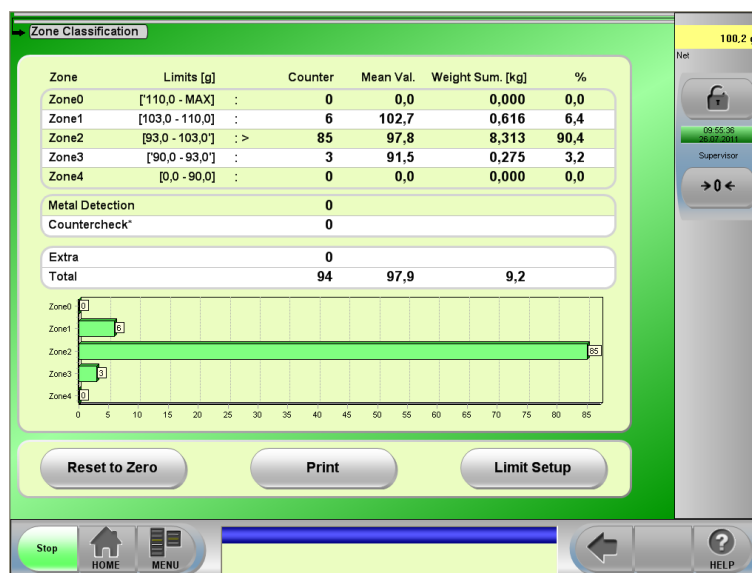 Zone Classification
100,2 g
Net
Zone Limits [g] Counter Mean Val. Weight Sum. [kg] %
Zone0 ['110,0 - MAX] : 0 0,0 0,000 0,0
Zone1 [103,0 - 110,0] : 6 102,7 0,616 6,4
Zone2 [93,0 - 103,0'] : > 85 97,8 8,313 90,4
Zone3 ['90,0 - 93,0'] : 3 91,5 0,275 3,2
Zone4 [0,0 - 90,0] : 0 0,0 0,000 0,0
T
09:55:36
26.07.2011
Supervisor
→0←
Metal Detection 0
Countercheck* 0
Extra 0
Total 94 97,9 9,2
Zone0 0
Zone1 6
Zone2 85
Zone3 3
Zone4 0
0 5 10 15 20 25 30 35 40 45 50 55 60 65 70 75 80 85
Reset to Zero Print Limit Setup
Stop HOME MENU ? HELP